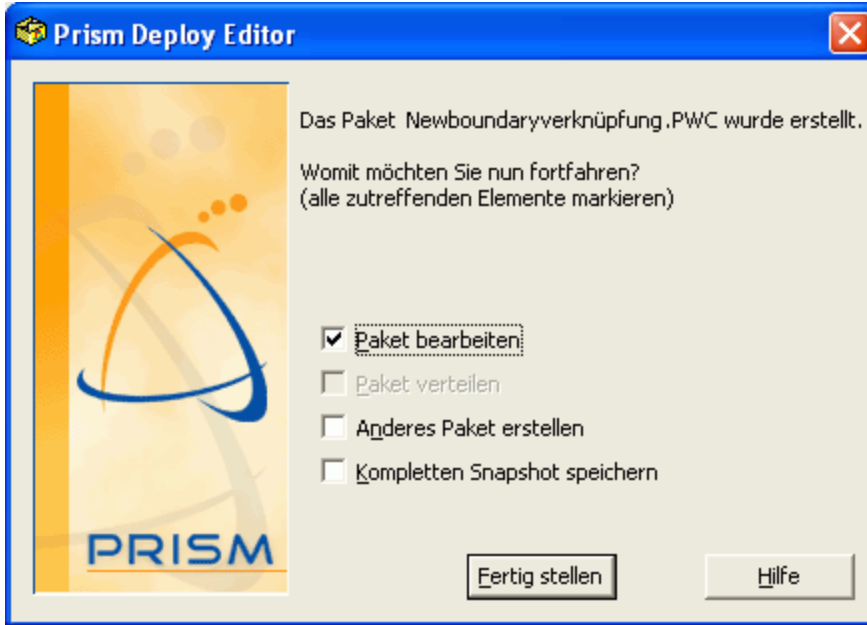 Prism Deploy Editor
Das Paket Newboundaryverknüpfung.PWC wurde erstellt.
Womit möchten Sie nun fortfahren?
(alle zutreffenden Elemente markieren)
Paket bearbeiten
Paket verteilen
Anderes Paket erstellen
Kompletten Snapshot speichern
PRISM
Fertig stellen
Hilfe